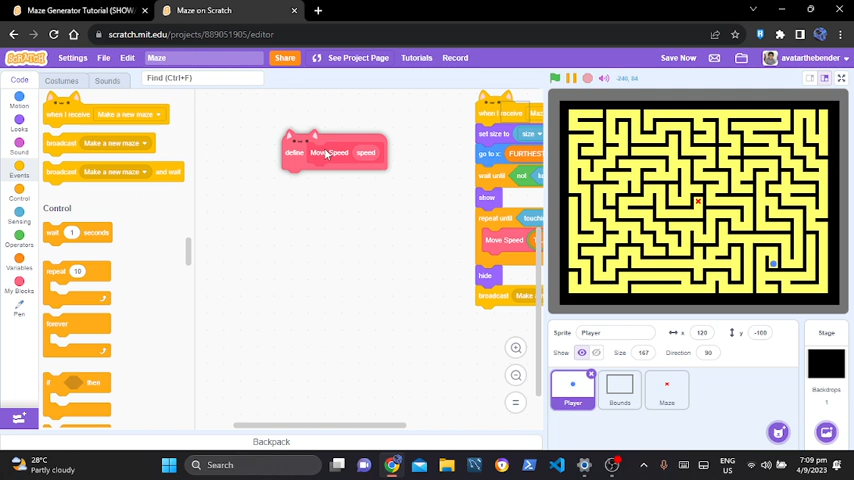 Maze Generator Tutorial (SHOW
Maze on Scratch
scratch.mit.edu/projects/889051905/editor
SCRATCH
Settings File Edit Maze Share See Project Page Tutorials Record Save Now avatarthebender
Code Costumes Sounds Find (Ctrl+F)
-240, 84
Motion
Looks
Sound
Events
Control
Sensing
Operators
Variables
My Blocks
Pen
when I receive Make a new maze
broadcast Make a new maze
broadcast Make a new maze and wait
Control
wait 1 seconds
repeat 10
forever
if then
define Move Speed speed
when I receive Maz
set size to size
go to x: FURTHEST
wait until not
show
repeat until touching
Move Speed
hide
broadcast Make a
Sprite Player x 120 y -100
Show Size 167 Direction 90
Player
Bounds
Maze
Stage
Backdrops
1
Backpack
28°C
Partly cloudy
Search
ENG
US
7:09 pm
4/9/2023